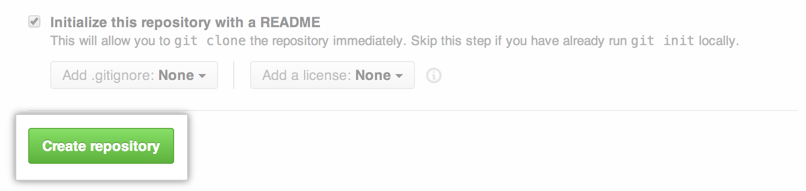 Initialize this repository with a README
This will allow you to git clone the repository immediately. Skip this step if you have already run git init locally.
Add .gitignore: None Add a license: None
Create repository